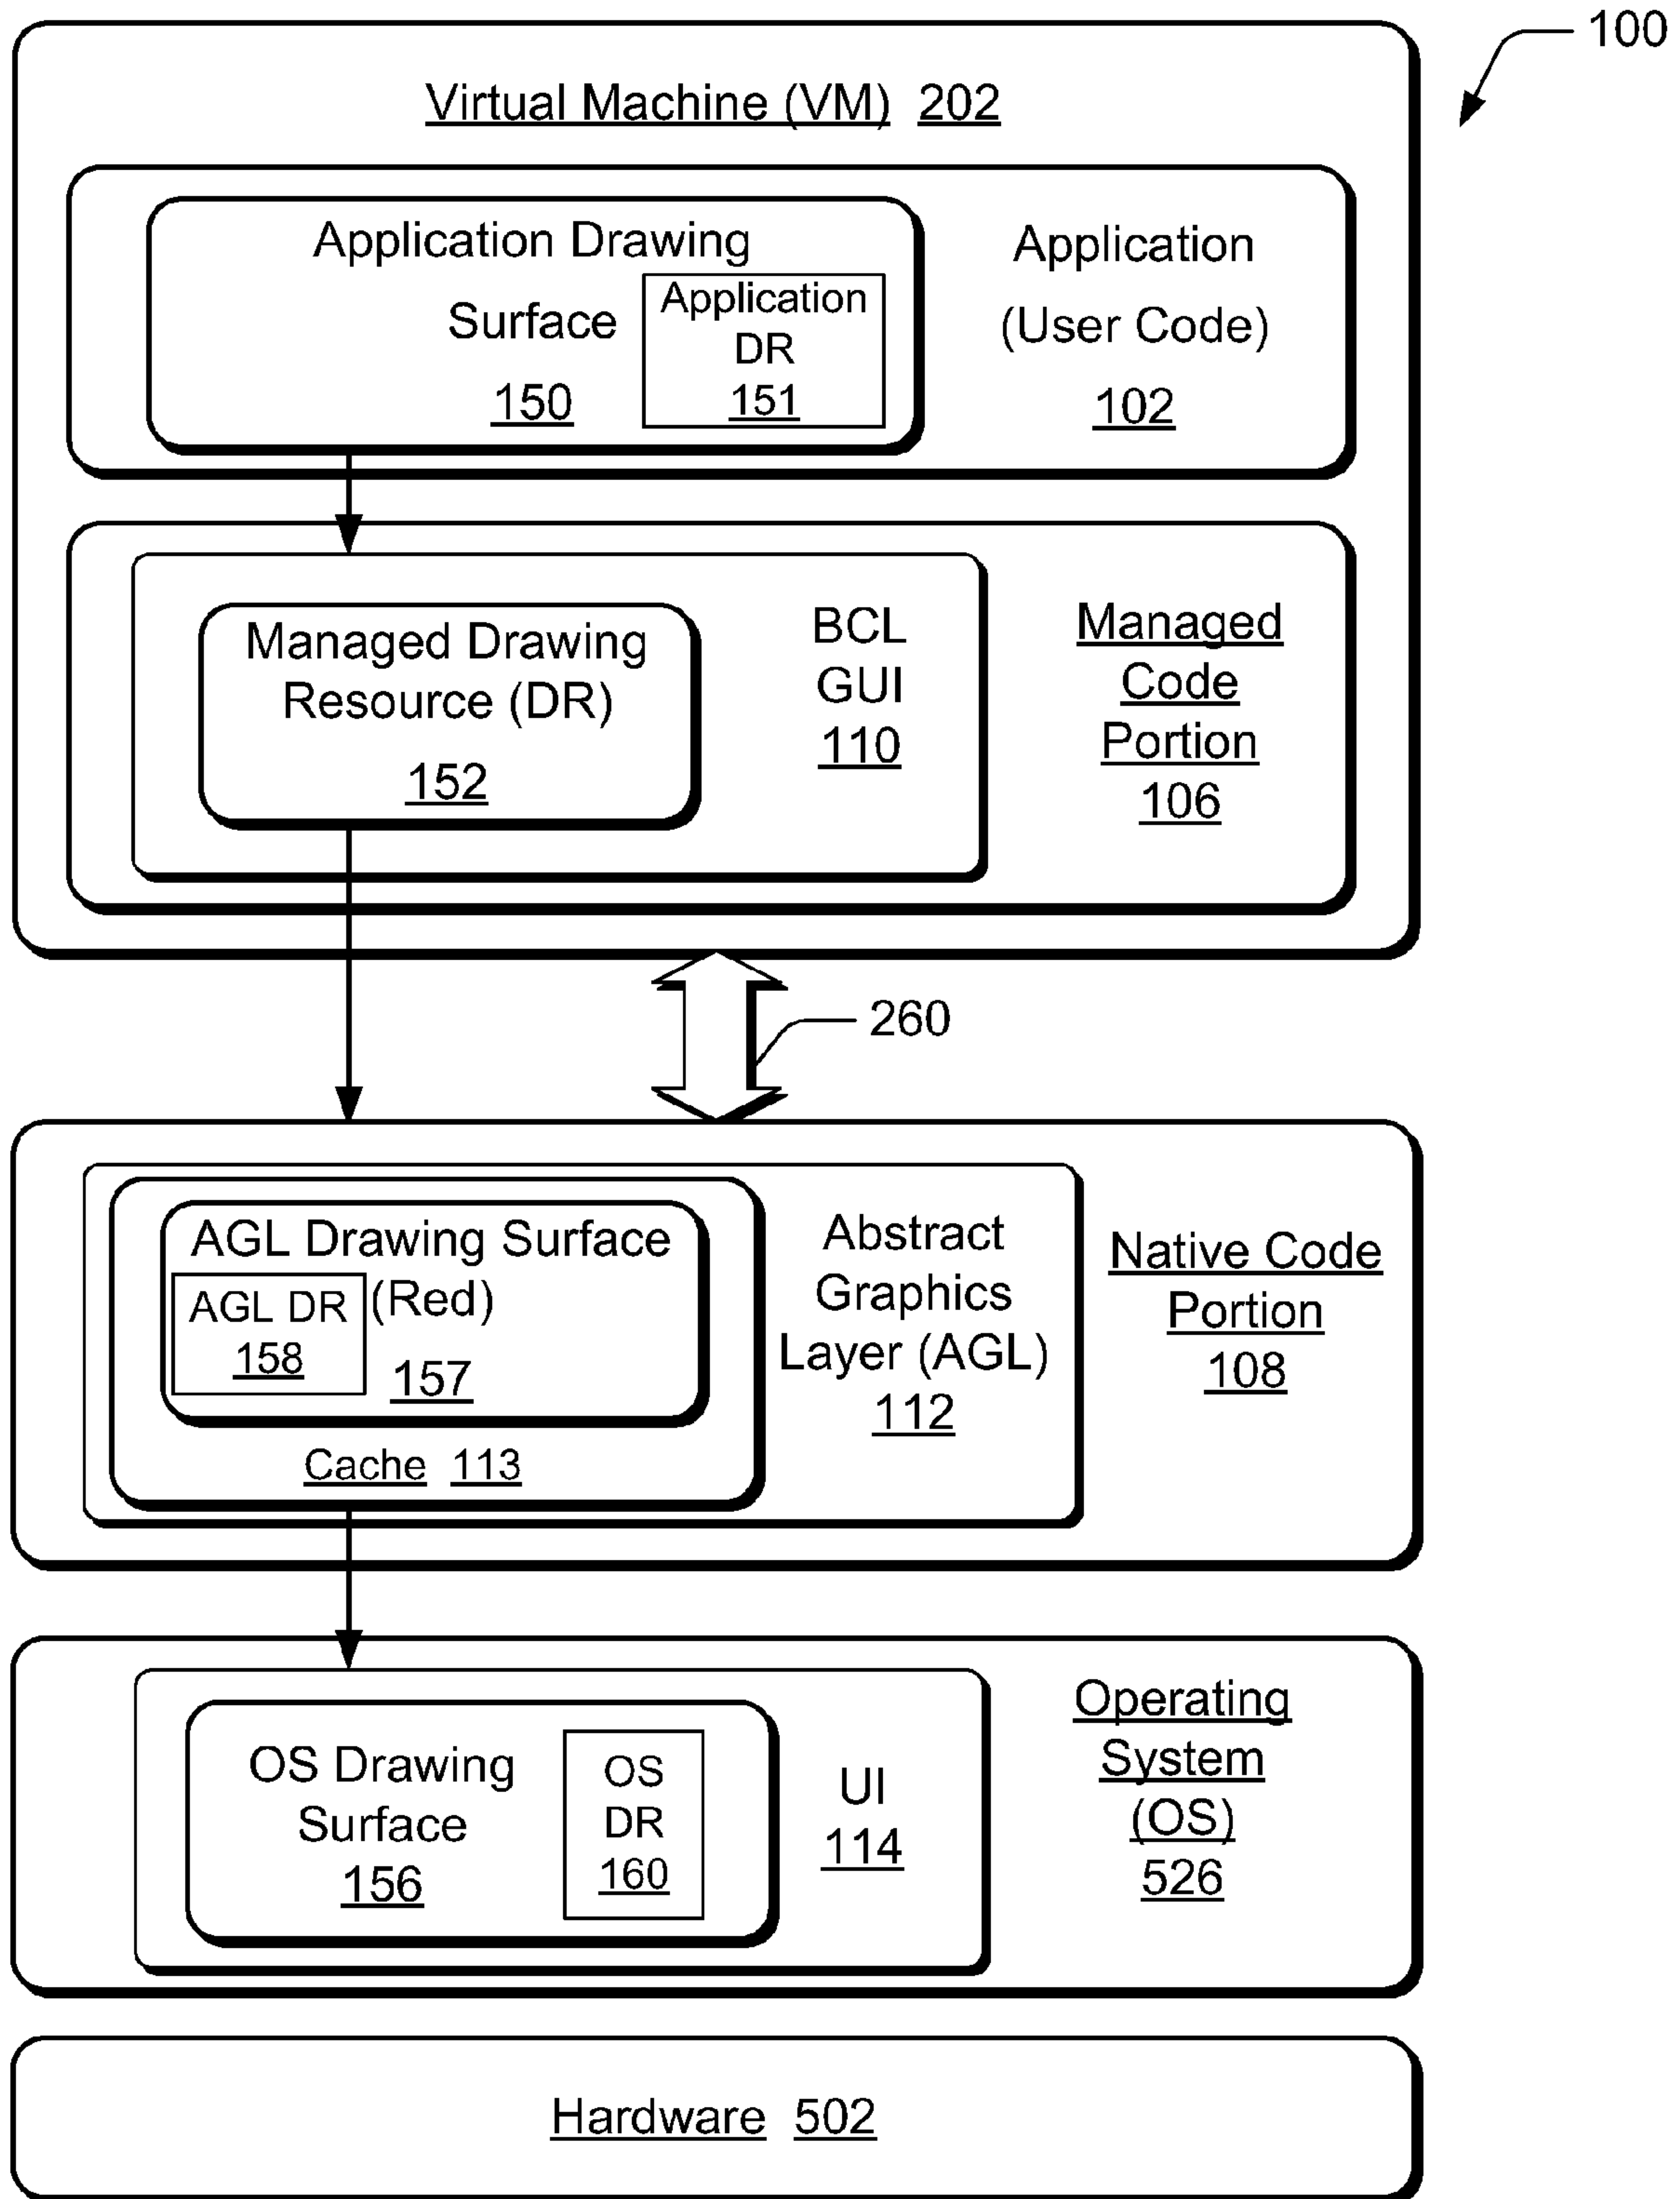 100
Virtual Machine (VM) 202
Application Drawing
Surface
150
Application
DR
151
Application
(User Code)
102
Managed Drawing
Resource (DR)
152
BCL
GUI
110
Managed
Code
Portion
106
260
AGL Drawing Surface
(Red)
157
AGL DR
158
Cache 113
Abstract
Graphics
Layer (AGL)
112
Native Code
Portion
108
OS Drawing
Surface
156
OS
DR
160
UI
114
Operating
System
(OS)
526
Hardware 502